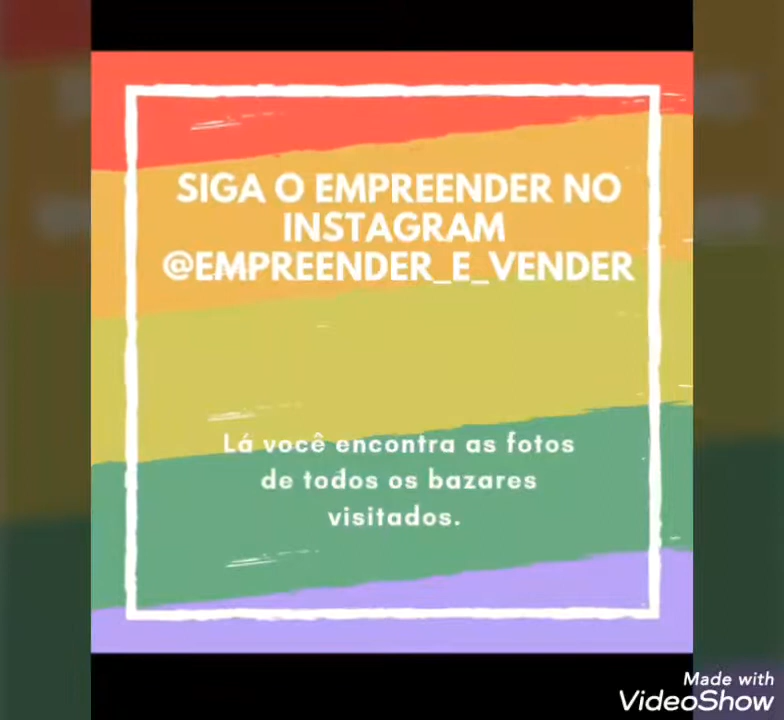 SIGA O EMPREENDER NO
INSTAGRAM
@EMPREENDER_E_VENDER
Lá você encontra as fotos
de todos os bazares
visitados.
Made with
VideoShow